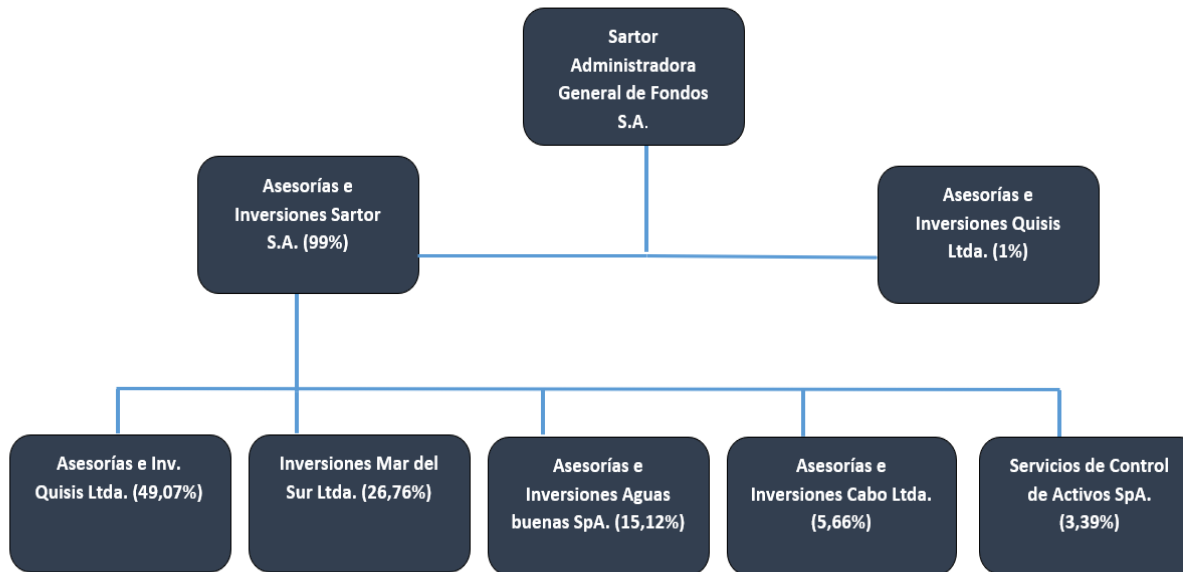 Sartor
Administradora
General de Fondos
S.A.
Asesorías e
Inversiones Sartor
S.A. (99%)
Asesorías e
Inversiones Quisis
Ltda. (1%)
Asesorías e Inv.
Quisis Ltda. (49,07%)
Inversiones Mar del
Sur Ltda. (26,76%)
Asesorías e
Inversiones Aguas
buenas SpA. (15,12%)
Asesorías e
Inversiones Cabo Ltda.
(5,66%)
Servicios de Control
de Activos SpA.
(3,39%)